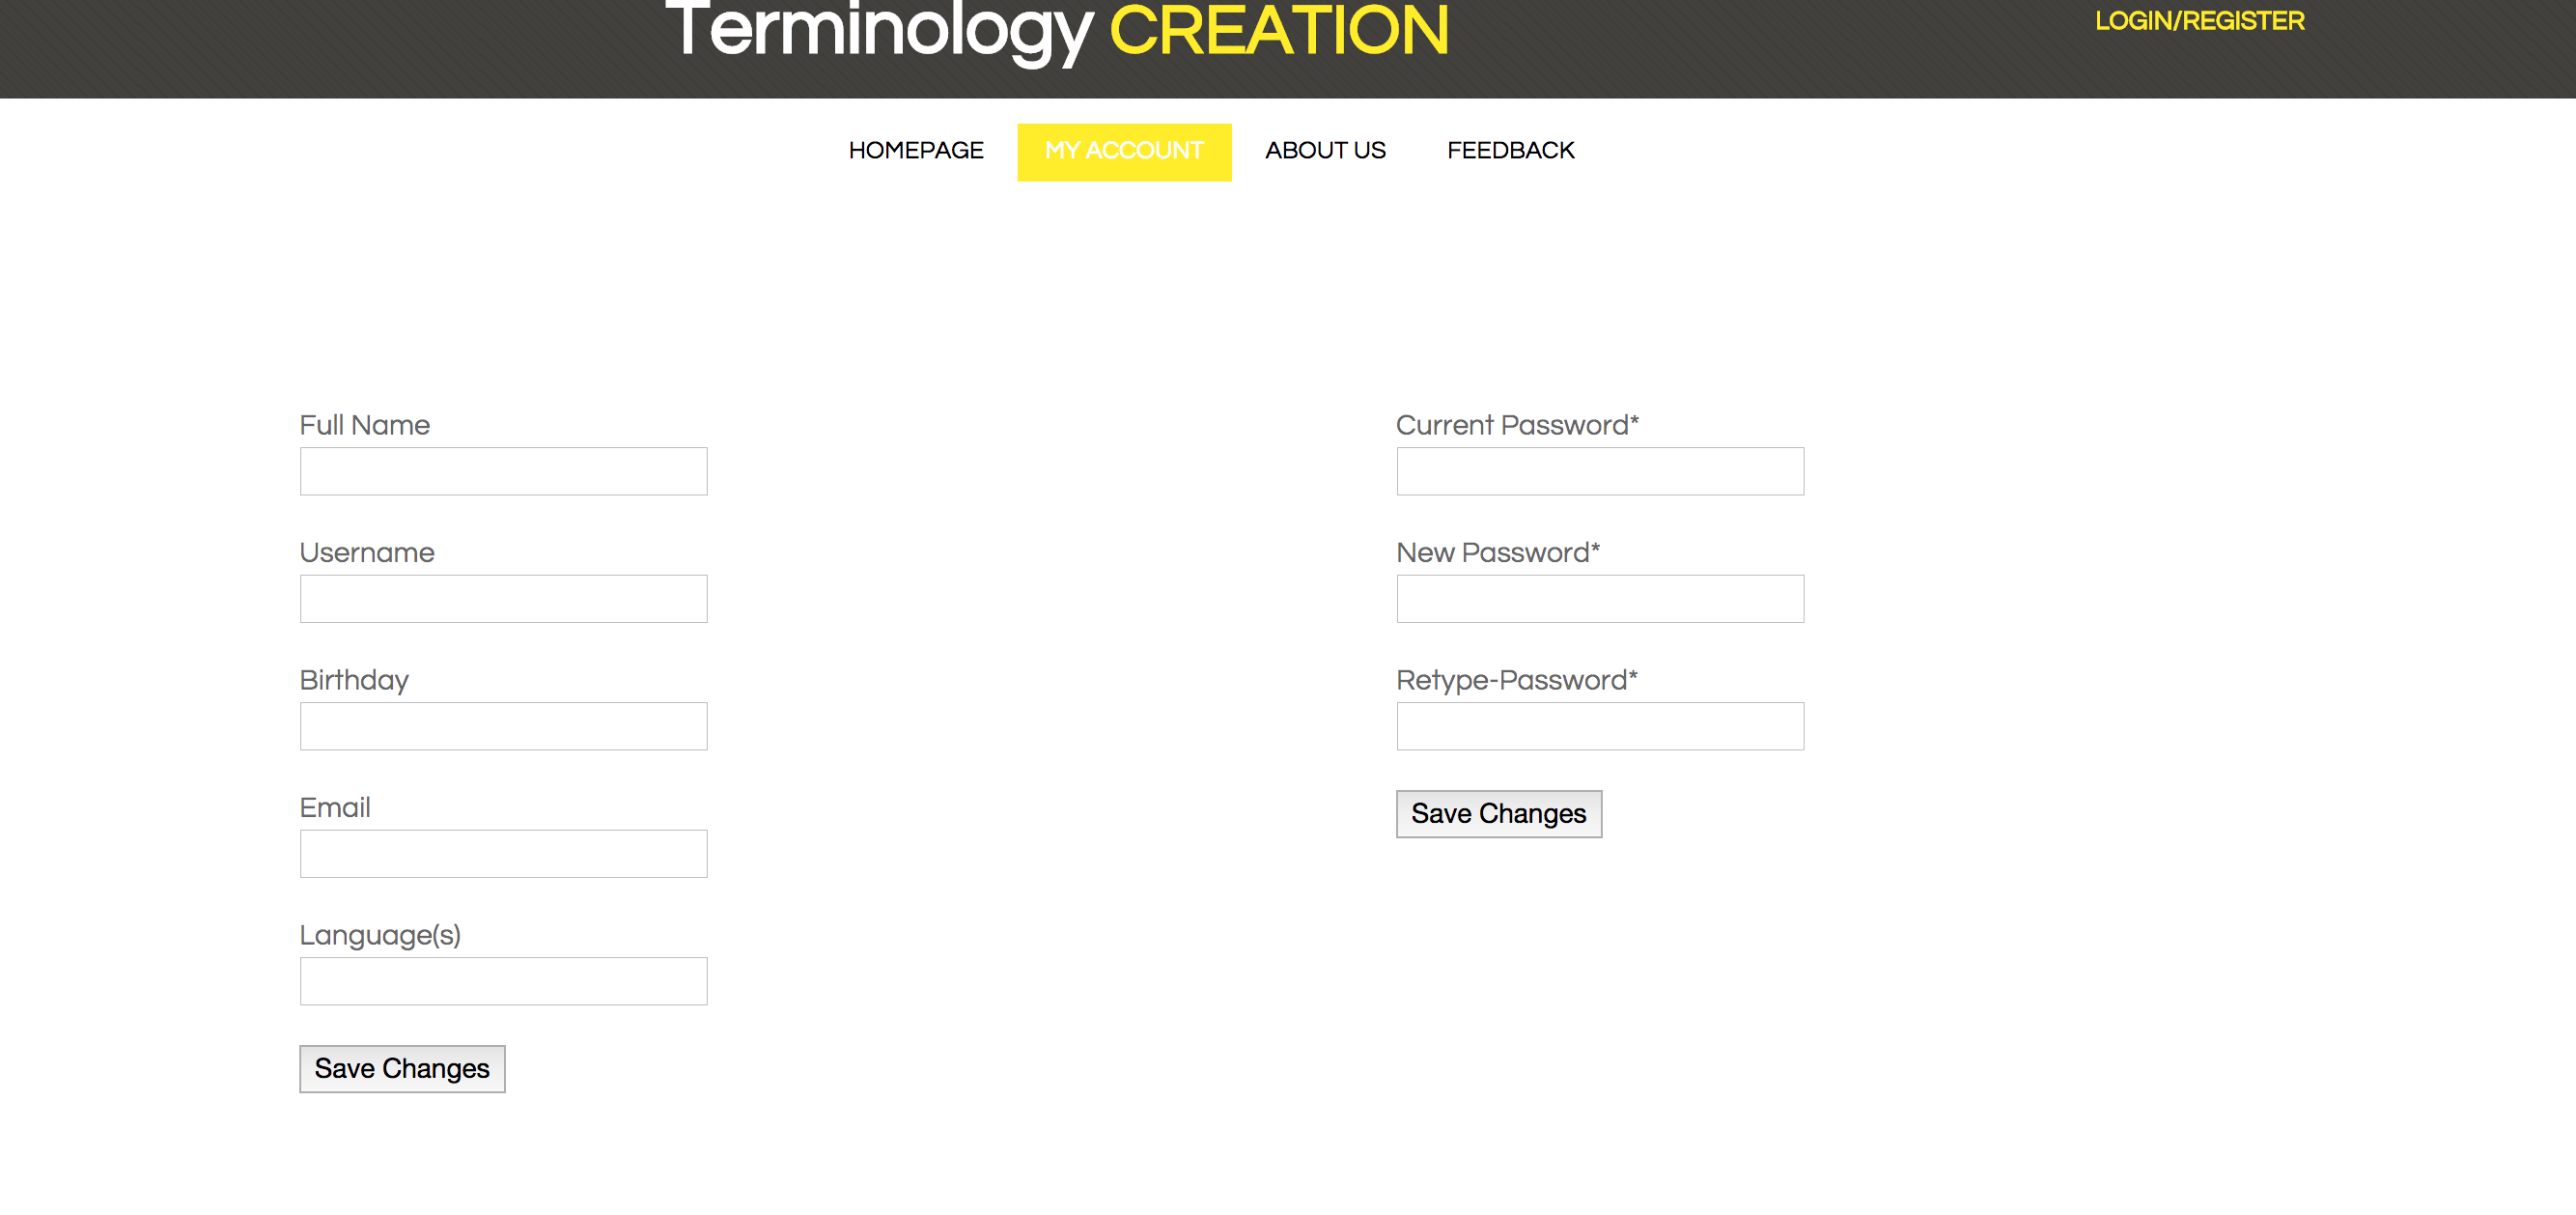 Terminology CREATION
LOGIN/REGISTER
HOMEPAGE MY ACCOUNT ABOUT US FEEDBACK
Full Name
Username
Birthday
Email
Language(s)
Save Changes
Current Password*
New Password*
Retype-Password*
Save Changes